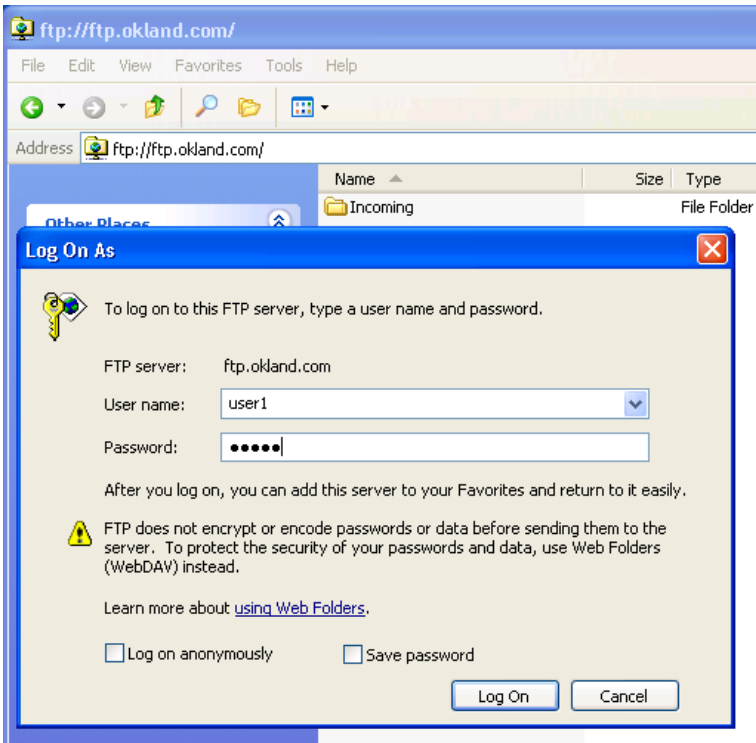 ftp://ftp.okland.com/
File Edit View Favorites Tools Help
Address ftp://ftp.okland.com/
Name Size Type
Other Places
Incoming File Folder
Log On As
To log on to this FTP server, type a user name and password.
FTP server: ftp.okland.com
User name: user1
Password: ●●●●●
After you log on, you can add this server to your Favorites and return to it easily.
FTP does not encrypt or encode passwords or data before sending them to the
server. To protect the security of your passwords and data, use Web Folders
(WebDAV) instead.
Learn more about using Web Folders.
Log on anonymously Save password
Log On Cancel